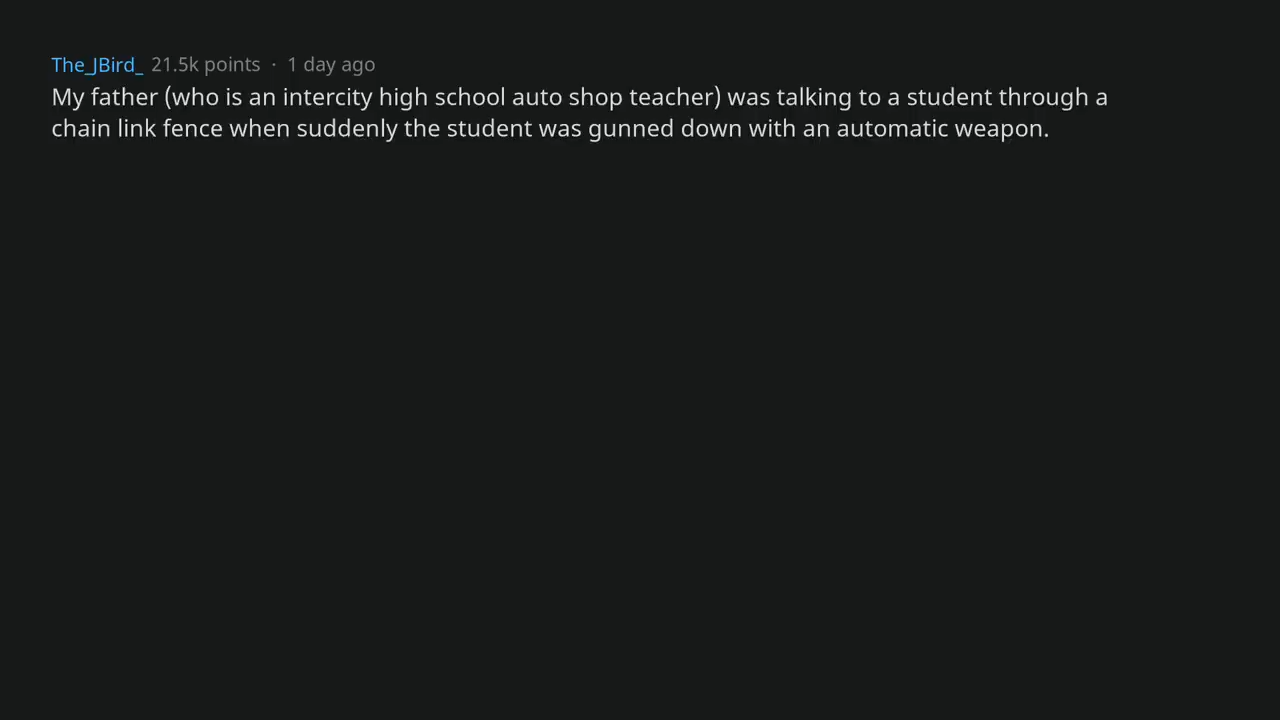 The_JBird_ 21.5k points · 1 day ago
My father (who is an intercity high school auto shop teacher) was talking to a student through a
chain link fence when suddenly the student was gunned down with an automatic weapon.